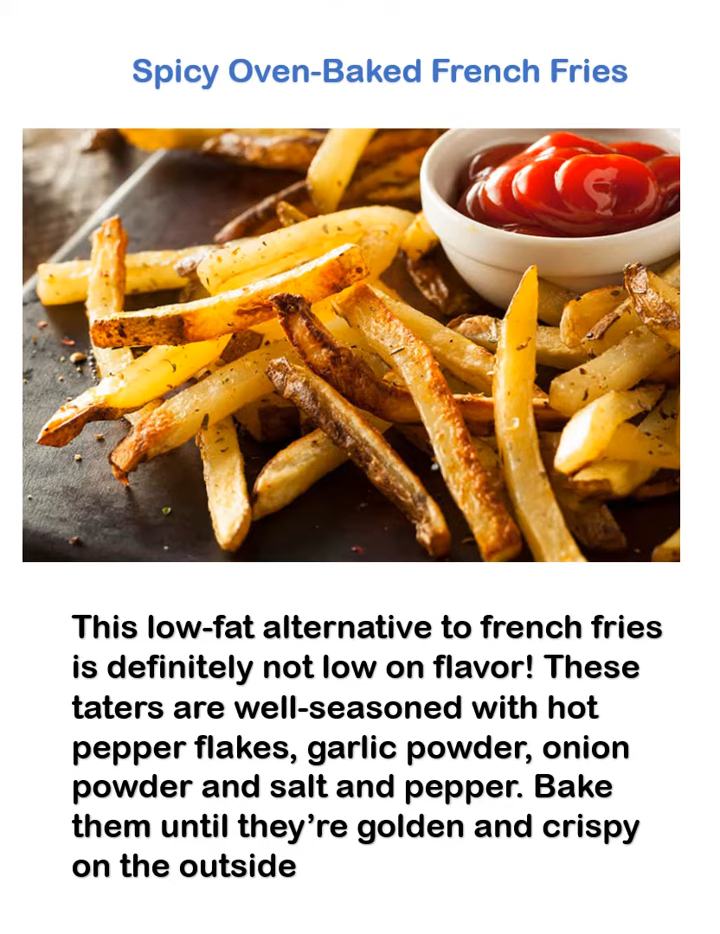 Spicy Oven-Baked French Fries
This low-fat alternative to french fries
is definitely not low on flavor! These
taters are well-seasoned with hot
pepper flakes, garlic powder, onion
powder and salt and pepper. Bake
them until they’re golden and crispy
on the outside